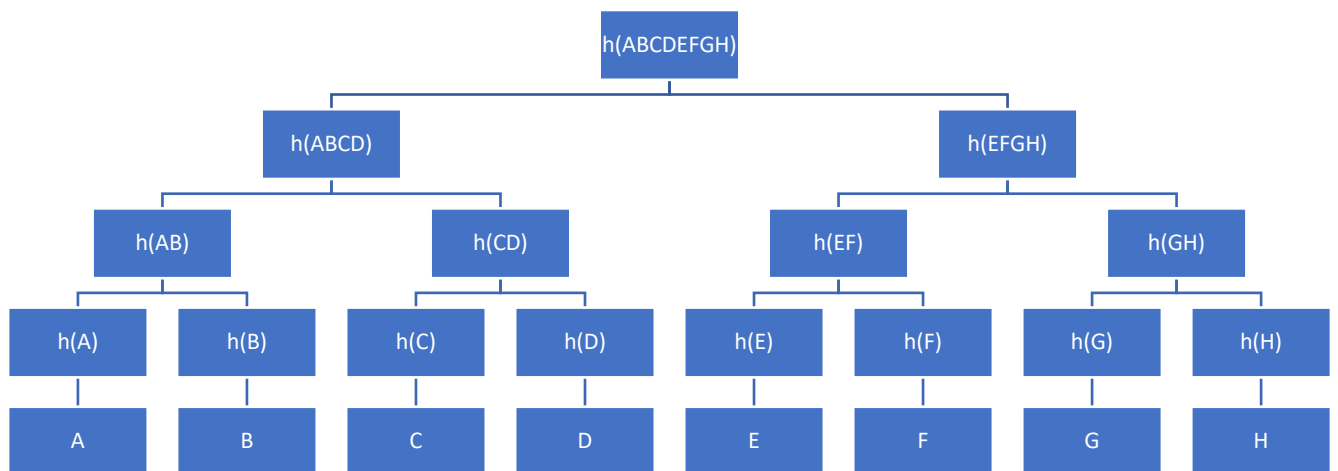 h(ABCDEFGH)
h(ABCD)
h(EFGH)
h(AB)
h(CD)
h(EF)
h(GH)
h(A)
h(B)
h(C)
h(D)
h(E)
h(F)
h(G)
h(H)
A
B
C
D
E
F
G
H